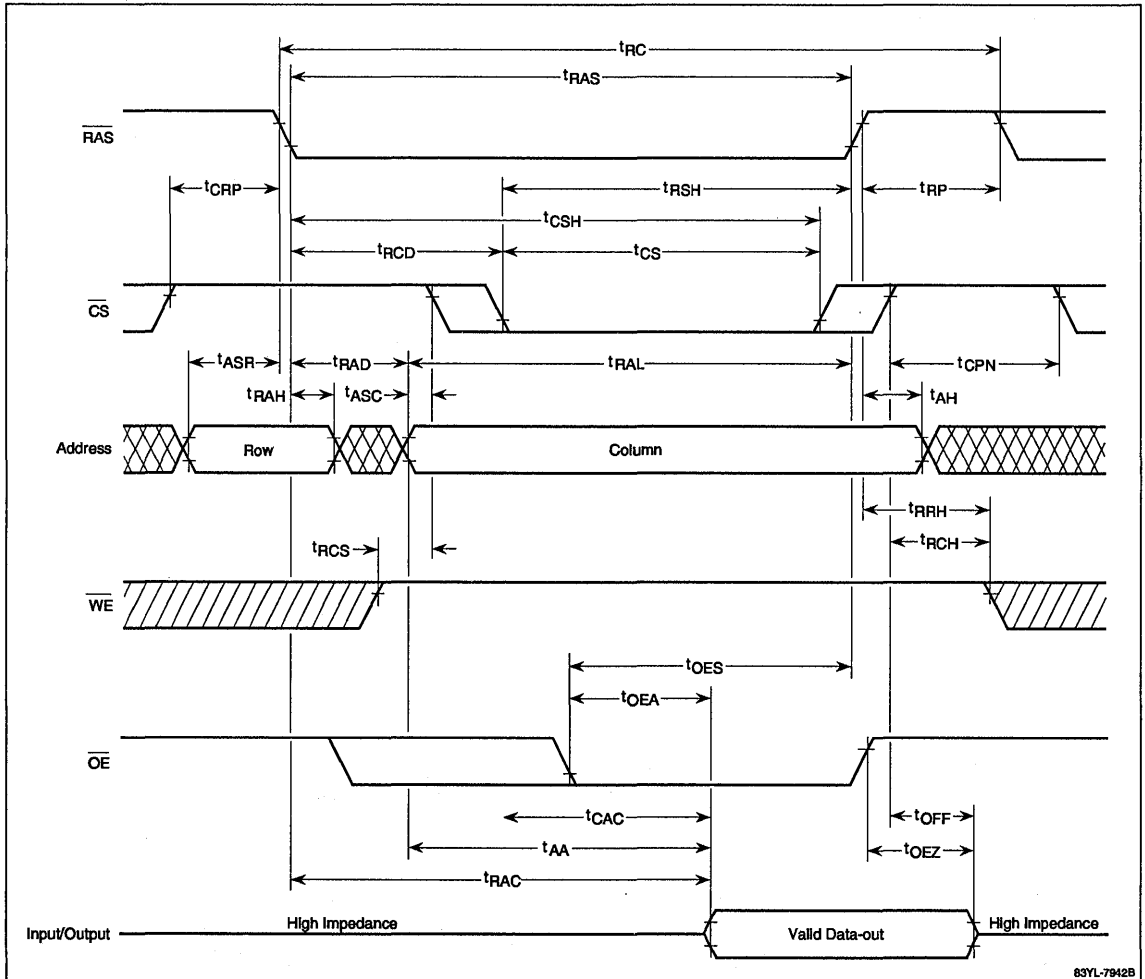 tRC
tRAS
RAS
tCRP
tRSH
tRP
tCSH
tRCD
tCS
CS
tASR
tRAD
tRAL
tCPN
tRAH
tASC
tAH
Address
Row
Column
tRRH
tRCS
tRCH
WE
tOES
tOEA
OE
tCAC
tOFF
tAA
tOEZ
tRAC
High Impedance
Input/Output
Valid Data-out
High Impedance
83YL-7942B